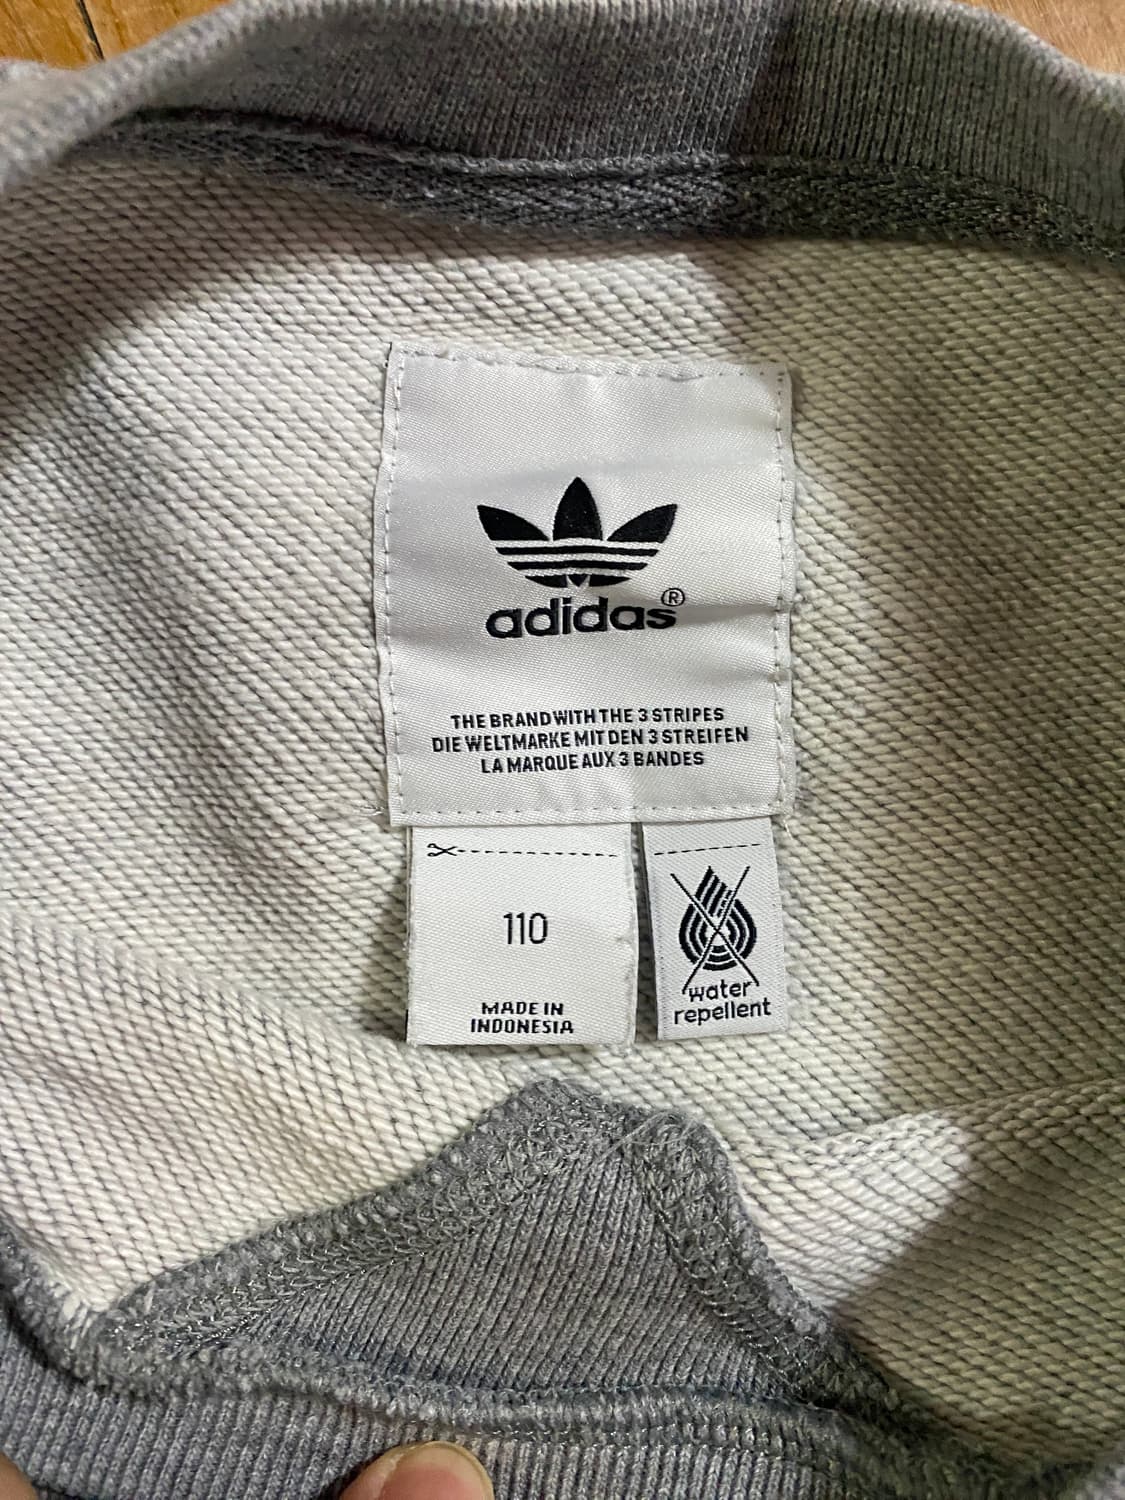 adidas®
THE BRAND WITH THE 3 STRIPES
DIE WELTMARKE MIT DEN 3 STREIFEN
LA MARQUE AUX 3 BANDES
110
MADE IN
INDONESIA
water
repellent